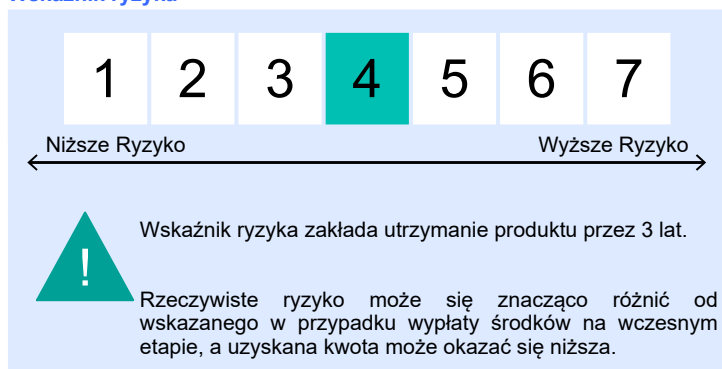 Wskaźnik ryzyka
1 2 3 4 5 6 7
Niższe Ryzyko Wyższe Ryzyko
!
Wskaźnik ryzyka zakłada utrzymanie produktu przez 3 lat.
Rzeczywiste ryzyko może się znacząco różnić od
wskazanego w przypadku wypłaty środków na wczesnym
etapie, a uzyskana kwota może okazać się niższa.